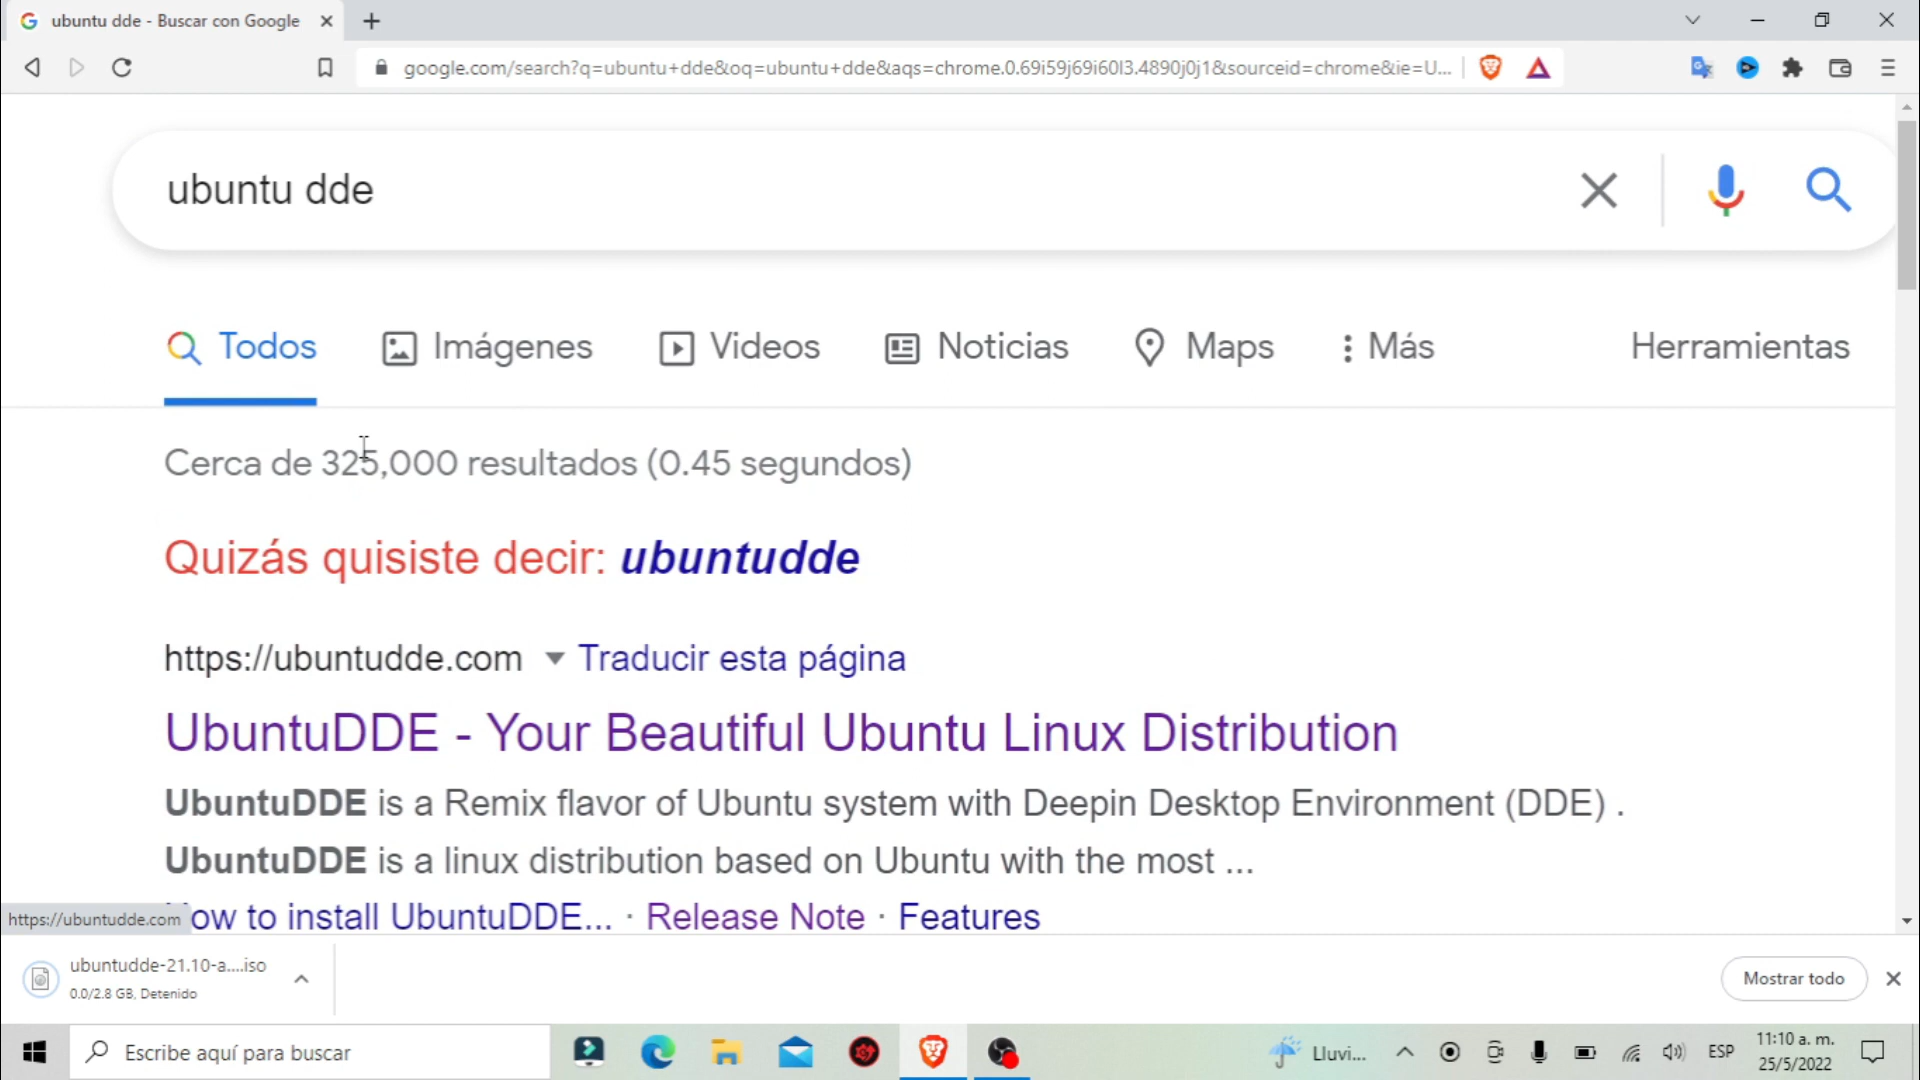 ubuntu dde - Buscar con Google
google.com/search?q=ubuntu+dde&oq=ubuntu+dde&aqs=chrome.0.69i59j69i60l3.4890j0j1&sourceid=chrome&ie=U...
ubuntu dde
Todos Imágenes Videos Noticias Maps Más Herramientas
Cerca de 325,000 resultados (0.45 segundos)
Quizás quisiste decir: ubuntudde
https://ubuntudde.com Traducir esta página
UbuntuDDE - Your Beautiful Ubuntu Linux Distribution
UbuntuDDE is a Remix flavor of Ubuntu system with Deepin Desktop Environment (DDE) .
UbuntuDDE is a linux distribution based on Ubuntu with the most ...
https://ubuntudde.com
ow to install UbuntuDDE... · Release Note · Features
ubuntudde-21.10-a....iso
0.0/2.8 GB, Detenido
Mostrar todo
Escribe aquí para buscar
Lluvi...
ESP
11:10 a. m.
25/5/2022